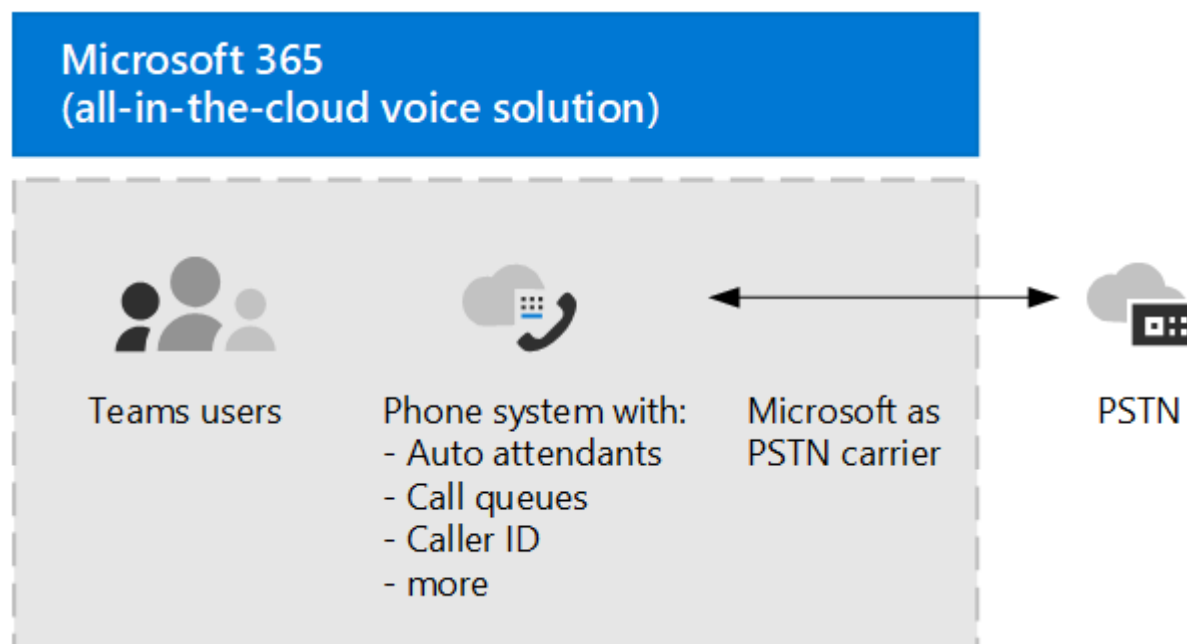 Microsoft 365
(all-in-the-cloud voice solution)
Teams users
Phone system with:
- Auto attendants
- Call queues
- Caller ID
- more
Microsoft as
PSTN carrier
PSTN